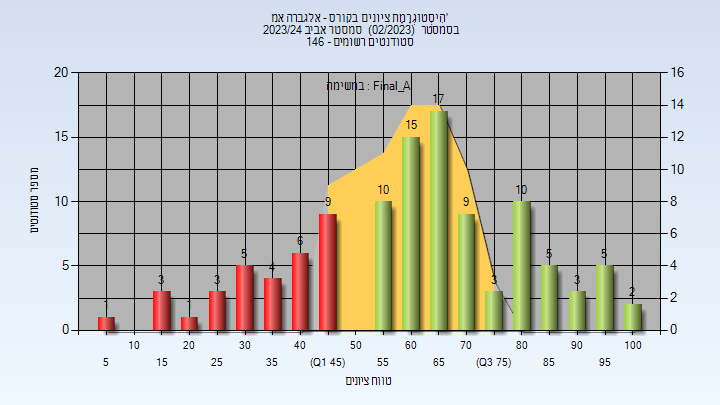 היסטוגרמת ציונים בקורס - אלגברה אמ'
בסמסטר (02/2023) סמסטר אביב 2023/24
סטודנטים רשומים - 146
במשימה : Final_A
מספר סטודנטים
20 15 10 5 0
16 14 12 10 8 6 4 2 0
1 3 1 3 5 4 6 9 10 15 17 9 3 10 5 3 5 2
10 20 30 40 50 60 70 80 90 100
5 15 25 35 (Q1 45) 55 65 (Q3 75) 85 95
טווח ציונים